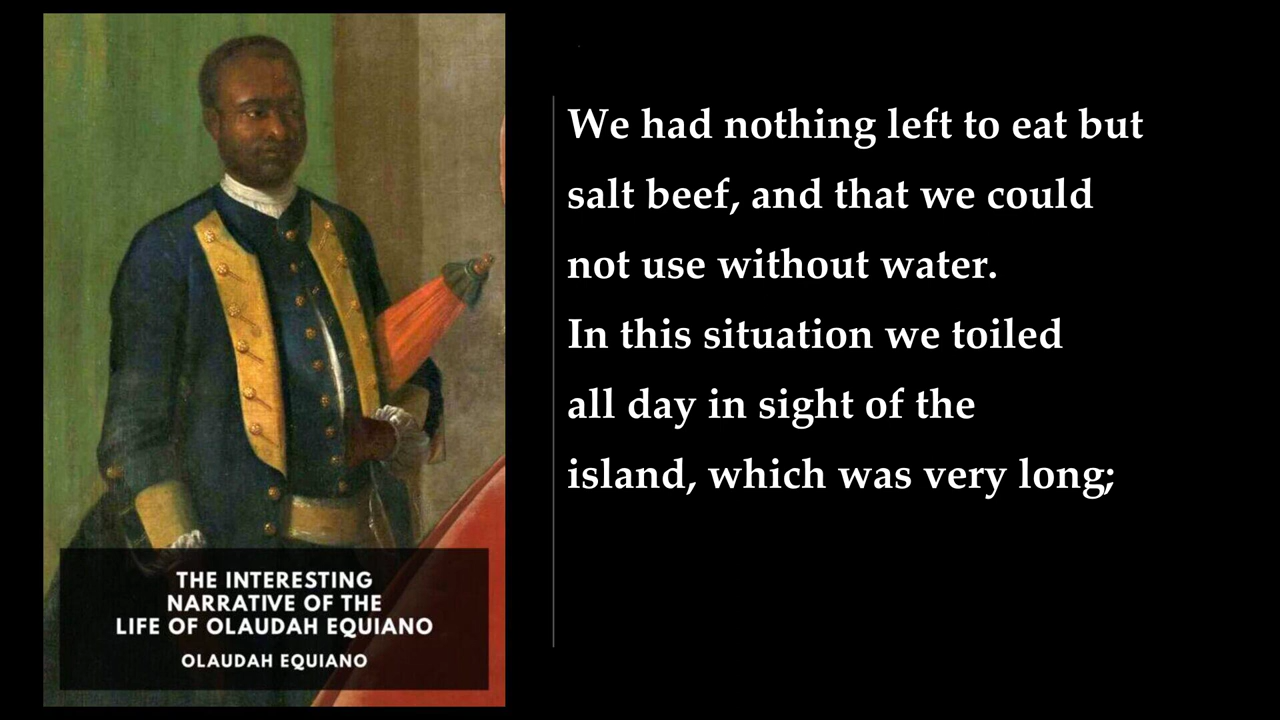 We had nothing left to eat but
salt beef, and that we could
not use without water.
In this situation we toiled
all day in sight of the
island, which was very long;
THE INTERESTING
NARRATIVE OF THE
LIFE OF OLAUDAH EQUIANO
OLAUDAH EQUIANO